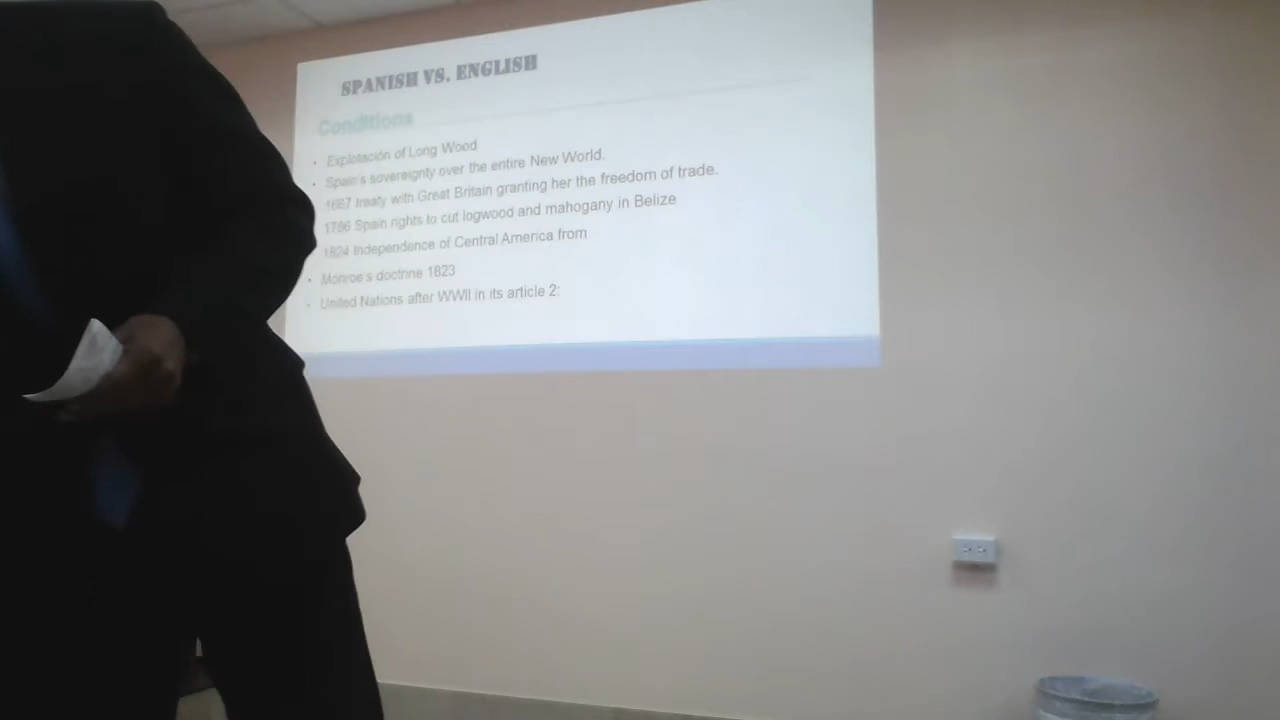 SPANISH VS. ENGLISH
Conditions
• Explotación of Long Wood
• Spain's sovereignty over the entire New World.
1667 treaty with Great Britain granting her the freedom of trade.
1786 Spain rights to cut logwood and mahogany in Belize
1824 Independence of Central America from
• Monroe's doctrine 1823
• United Nations after WWII in its article 2: